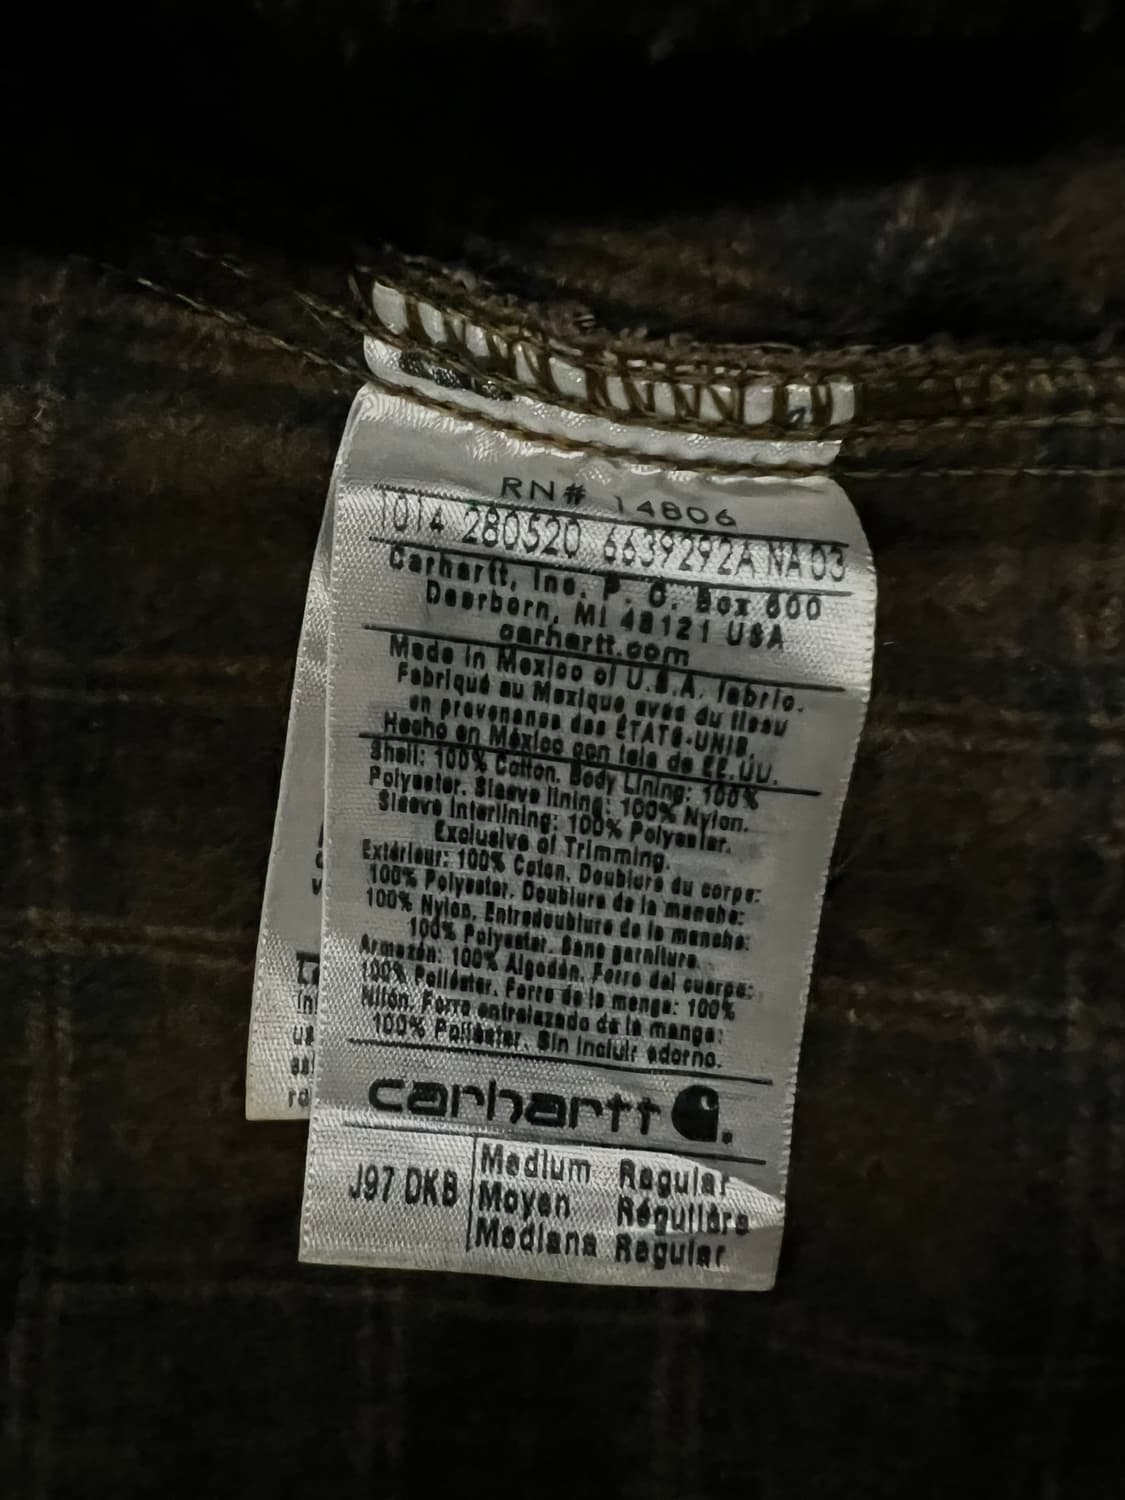 RN# 14806
1014 280520 6639292A NA 03
Carhartt, Inc. P. O. Box 600
Dearborn, MI 48121 USA
carhartt.com
Made in Mexico of U.S.A. fabric.
Fabriqué au Mexique avec du tissu
en provenance des ÉTATS-UNIS.
Hecho en México con tela de EE.UU.
Shell: 100% Cotton. Body Lining: 100%
Polyester. Sleeve lining: 100% Nylon.
Sleeve Interlining: 100% Polyester.
Exclusive of Trimming.
Extérieur: 100% Coton. Doublure du corps:
100% Polyester. Doublure de la manche:
100% Nylon. Entredoublure de la manche:
100% Polyester. Sans garniture.
Armazón: 100% Algodón. Forro del cuerpo:
100% Poliéster. Forro de la manga: 100%
Nilón. Forro entrelazado de la manga:
100% Poliéster. Sin incluir adorno.
carhartt
J97 DKB
Medium Regular
Moyen Régulière
Mediana Regular